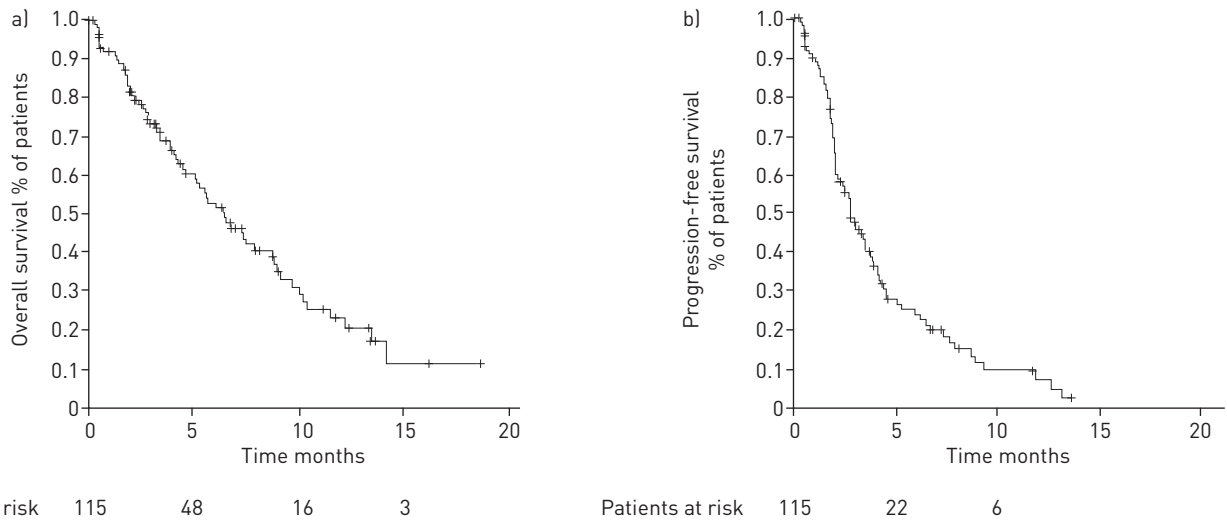 a)
1.0
0.9
0.8
0.7
0.6
0.5
0.4
0.3
0.2
0.1
0
Overall survival % of patients
0 5 10 15 20
Time months
risk 115 48 16 3
b)
1.0
0.9
0.8
0.7
0.6
0.5
0.4
0.3
0.2
0.1
0
Progression-free survival
% of patients
0 5 10 15 20
Time months
Patients at risk 115 22 6